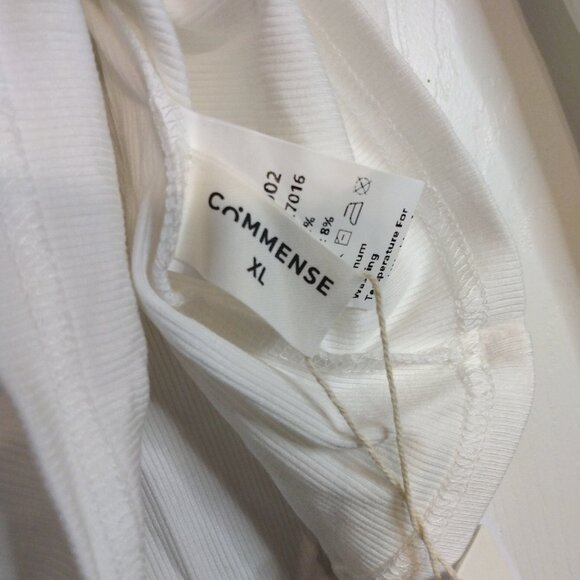 COMMENSE
XL
002
7016
%
: 8%
num
Temperature For